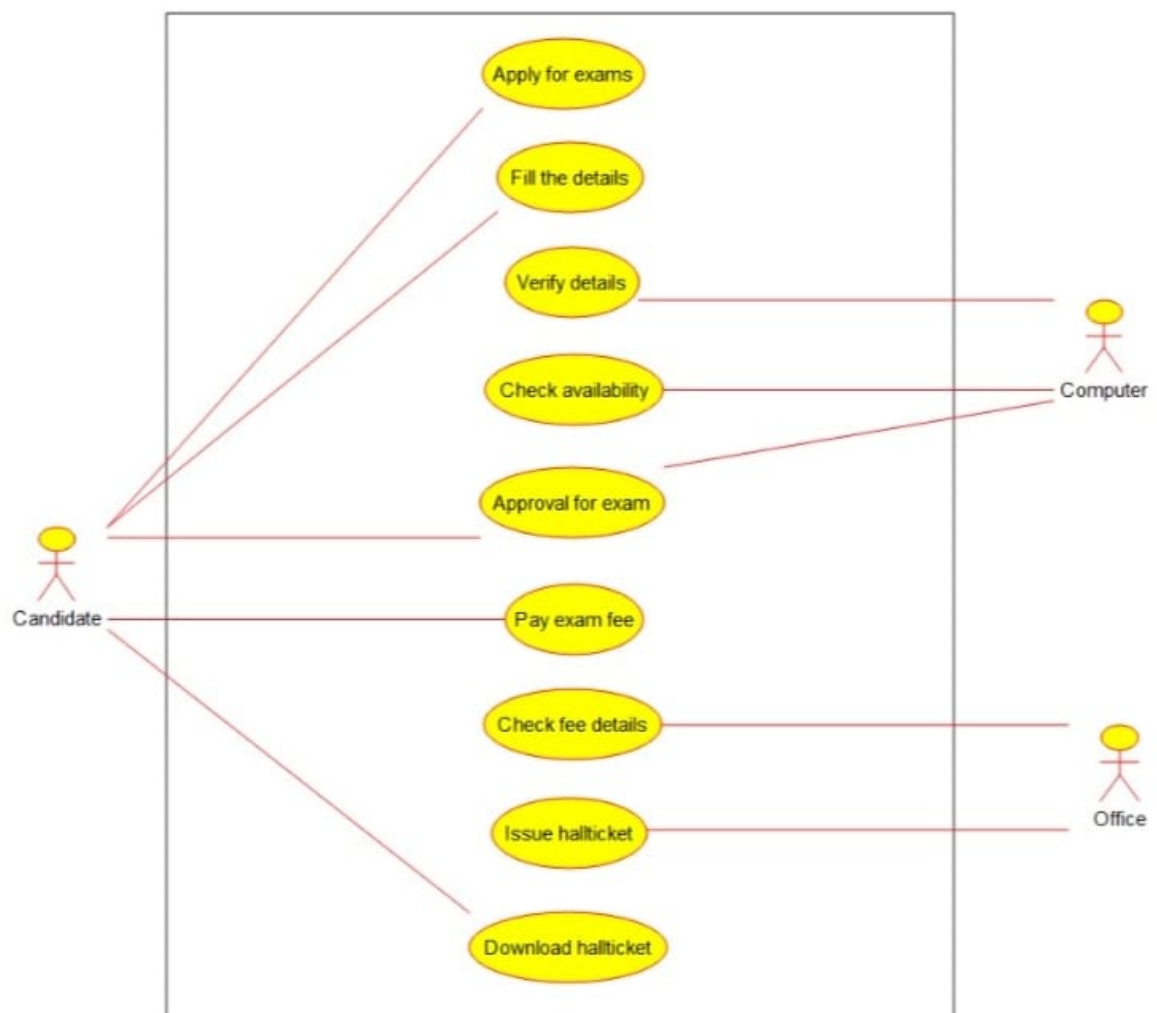 Apply for exams
Fill the details
Verify details
Check availability
Computer
Approval for exam
Candidate
Pay exam fee
Check fee details
Office
Issue hallticket
Download hallticket